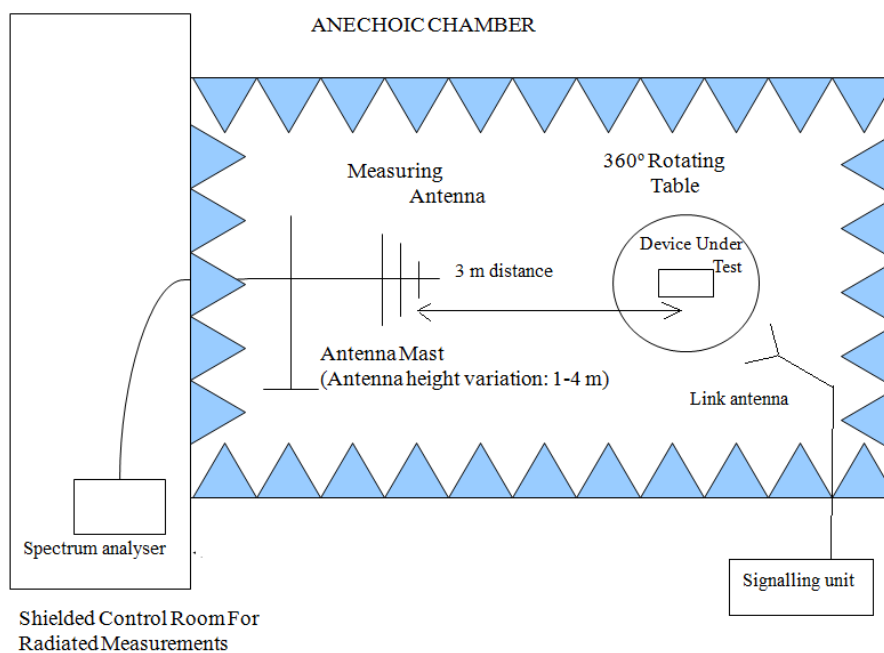 ANECHOIC CHAMBER
Measuring
Antenna
360º Rotating
Table
Device Under
Test
3 m distance
Antenna Mast
(Antenna height variation: 1-4 m)
Link antenna
Spectrum analyser
Signalling unit
Shielded Control Room For
Radiated Measurements